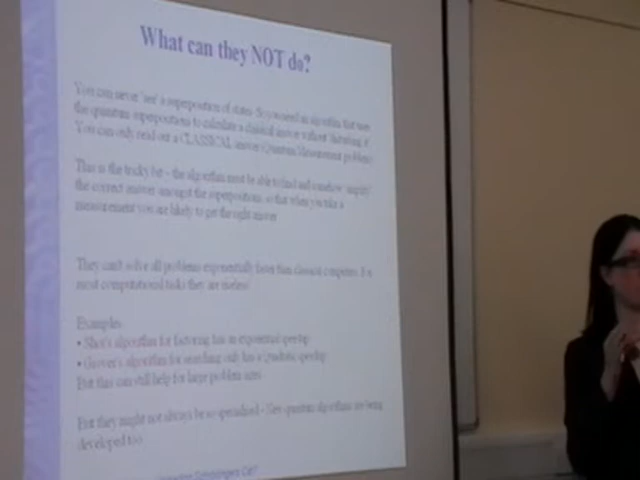 What can they NOT do?
You can never 'see' a superposition of states. So you need an algorithm that uses
the quantum superpositions to calculate a classical answer without 'disturbing' it
You can only read out a CLASSICAL answer (Quantum Measurement problem)
This is the tricky bit - the algorithm must be able to find and somehow 'amplify'
the correct answer amongst the superpositions, so that when you take a
measurement you are likely to get the right answer
They can't solve all problems exponentially faster than classical computers. For
most computational tasks they are useless!
Examples:
• Shor's algorithm for factoring has an exponential speedup
• Grover's algorithm for searching only has a Quadratic speedup
But this can still help for large problem sizes
But they might not always be so specialised - New quantum algorithms are being
developed too